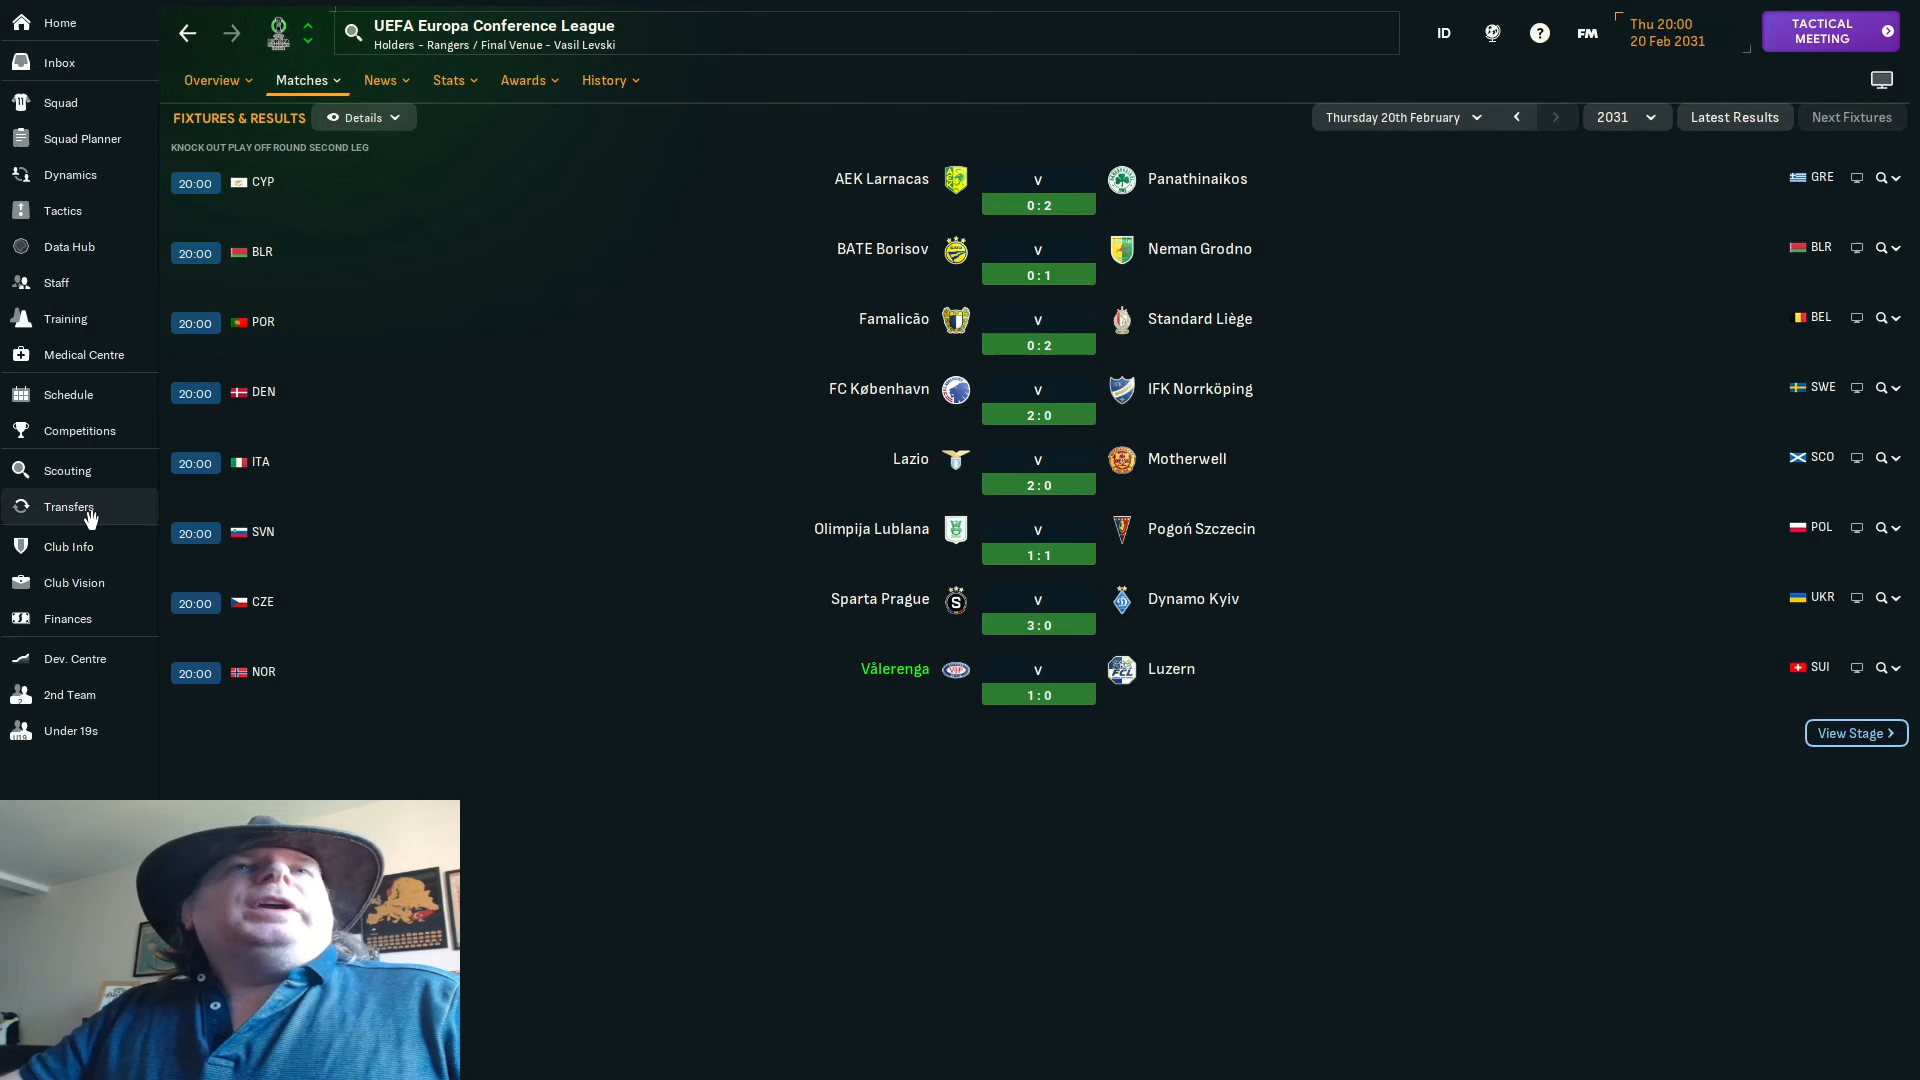 Home
UEFA Europa Conference League
Holders - Rangers / Final Venue - Vasil Levski
ID
?
FM
Thu 20:00
20 Feb 2031
TACTICAL
MEETING
Inbox
Overview
Matches
News
Stats
Awards
History
Squad
FIXTURES & RESULTS
Details
Thursday 20th February
2031
Latest Results
Next Fixtures
Squad Planner
KNOCK OUT PLAY OFF ROUND SECOND LEG
Dynamics
20:00 CYP AEK Larnacas v Panathinaikos GRE
0 : 2
Tactics
Data Hub
20:00 BLR BATE Borisov v Neman Grodno BLR
0 : 1
Staff
Training
20:00 POR Famalicão v Standard Liège BEL
0 : 2
Medical Centre
Schedule
20:00 DEN FC København v IFK Norrköping SWE
2 : 0
Competitions
Scouting
20:00 ITA Lazio v Motherwell SCO
2 : 0
Transfers
Club Info
20:00 SVN Olimpija Lublana v Pogoń Szczecin POL
1 : 1
Club Vision
Finances
20:00 CZE Sparta Prague v Dynamo Kyiv UKR
3 : 0
Dev. Centre
20:00 NOR Vålerenga v Luzern SUI
1 : 0
2nd Team
Under 19s
View Stage